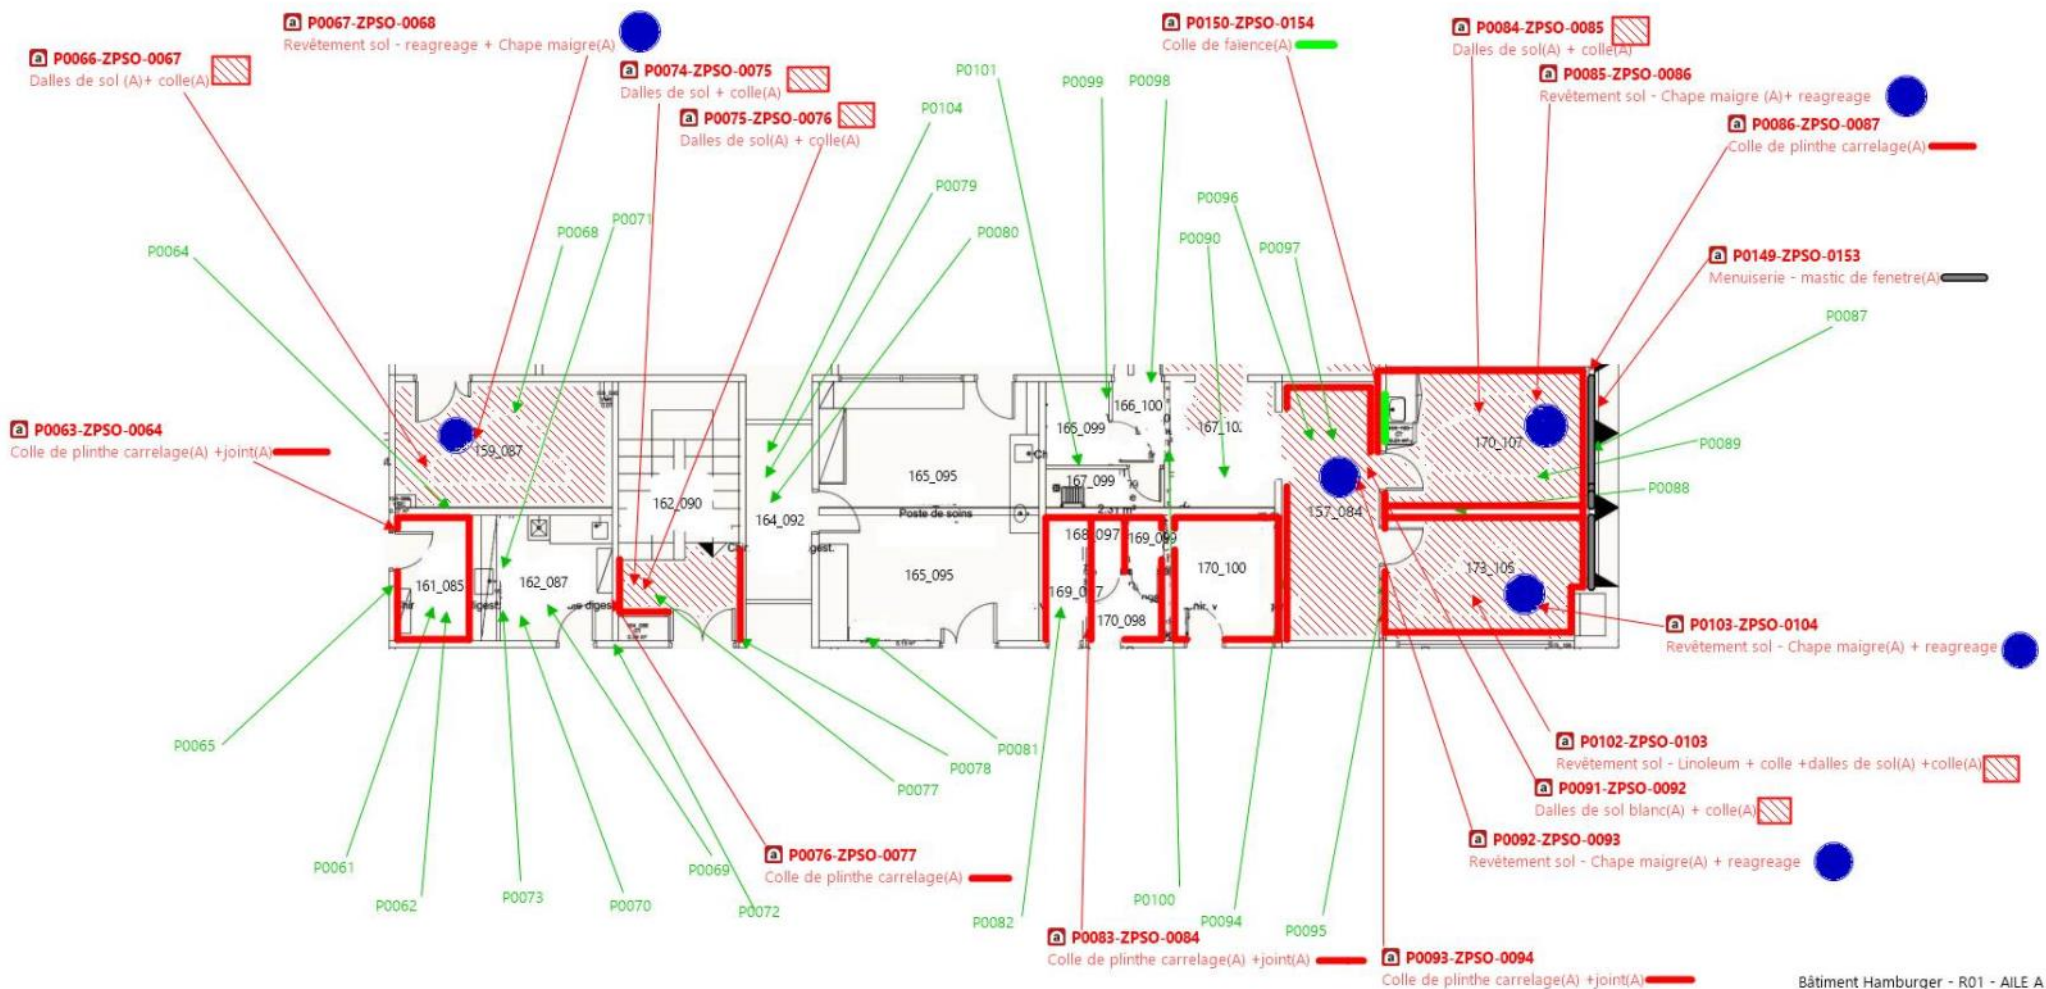 a P0067-ZPSO-0068
Revêtement sol - reagreage + Chape maigre(A)
a P0150-ZPSO-0154
Colle de faïence(A)
a P0084-ZPSO-0085
Dalles de sol(A) + colle(A)
a P0066-ZPSO-0067
Dalles de sol (A)+ colle(A)
a P0074-ZPSO-0075
Dalles de sol + colle(A)
P0101
P0099
P0098
a P0085-ZPSO-0086
Revêtement sol - Chape maigre (A)+ reagreage
P0104
a P0075-ZPSO-0076
Dalles de sol(A) + colle(A)
a P0086-ZPSO-0087
Colle de plinthe carrelage(A)
P0079
P0096
P0071
P0068
P0080
P0090
P0097
P0064
a P0149-ZPSO-0153
Menuiserie - mastic de fenetre(A)
P0087
a P0063-ZPSO-0064
Colle de plinthe carrelage(A) +joint(A)
159_087
166_100
165_099
167_10
170_107
P0089
165_095
167_099
P0088
162_090
Poste de soins
2.31 m²
157_084
164_092
168_097
169_099
161_085
162_087
165_095
170_100
173_105
170_098
P0065
P0081
P0078
P0077
a P0103-ZPSO-0104
Revêtement sol - Chape maigre(A) + reagreage
a P0102-ZPSO-0103
Revêtement sol - Linoleum + colle +dalles de sol(A) +colle(A)
a P0091-ZPSO-0092
Dalles de sol blanc(A) + colle(A)
a P0092-ZPSO-0093
Revêtement sol - Chape maigre(A) + reagreage
P0061
P0062
P0073
P0070
P0069
P0072
a P0076-ZPSO-0077
Colle de plinthe carrelage(A)
P0082
P0100
P0094
P0095
a P0083-ZPSO-0084
Colle de plinthe carrelage(A) +joint(A)
a P0093-ZPSO-0094
Colle de plinthe carrelage(A) +joint(A)
Bâtiment Hamburger - R01 - AILE A